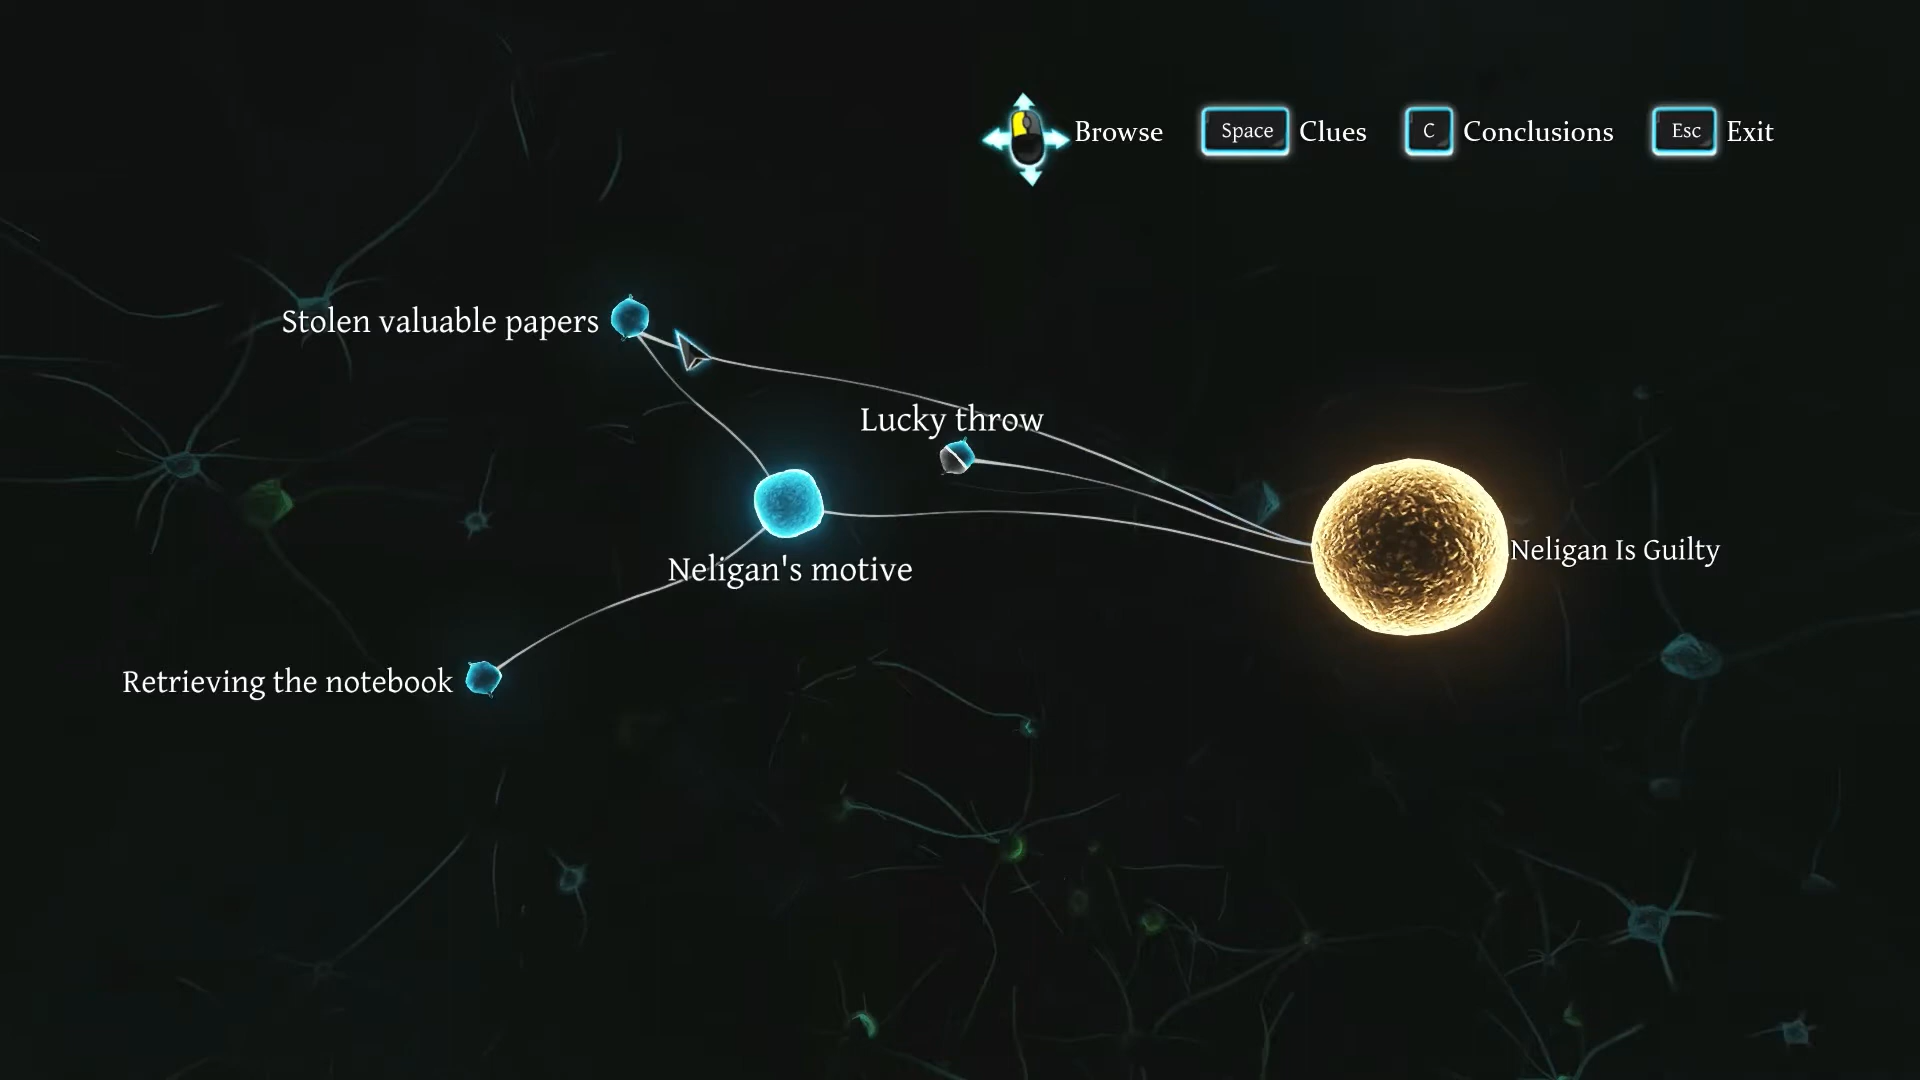 Browse
Space Clues
C Conclusions
Esc Exit
Stolen valuable papers
Lucky throw
Neligan Is Guilty
Neligan's motive
Retrieving the notebook